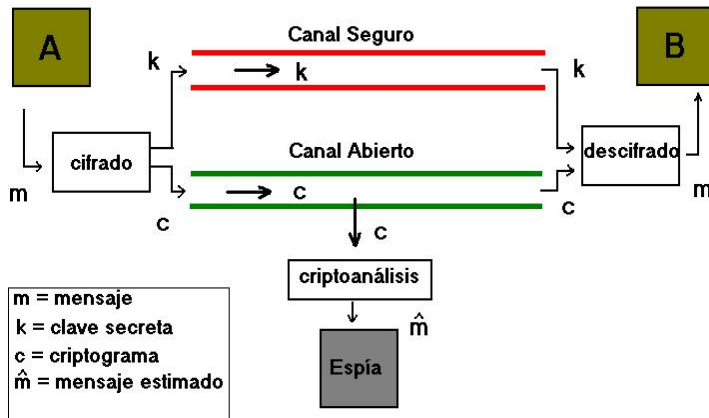 A
Canal Seguro
B
k
k
k
Canal Abierto
cifrado
descifrado
m
c
c
c
m
c
criptoanálisis
m̂
Espía
m = mensaje
k = clave secreta
c = criptograma
m̂ = mensaje estimado